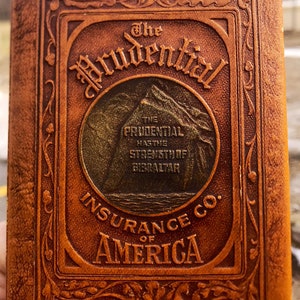 The
Prudential
THE
PRUDENTIAL
HAS THE
STRENGTH OF
GIBRALTAR
INSURANCE CO.
OF
AMERICA